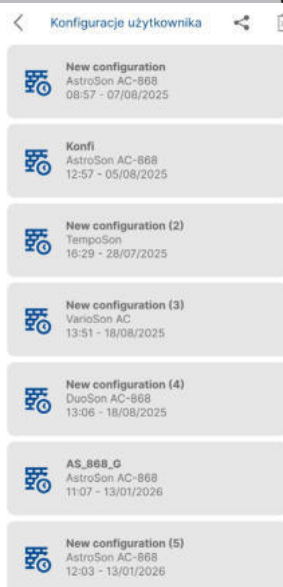 Konfiguracje użytkownika
New configuration
AstroSon AC-868
08:57 - 07/08/2025
Konfi
AstroSon AC-868
12:57 - 05/08/2025
New configuration (2)
TempoSon
16:29 - 28/07/2025
New configuration (3)
VarioSon AC
13:51 - 18/08/2025
New configuration (4)
DuoSon AC-868
13:06 - 18/08/2025
AS_868_G
AstroSon AC-868
11:07 - 13/01/2026
New configuration (5)
AstroSon AC-868
12:03 - 13/01/2026